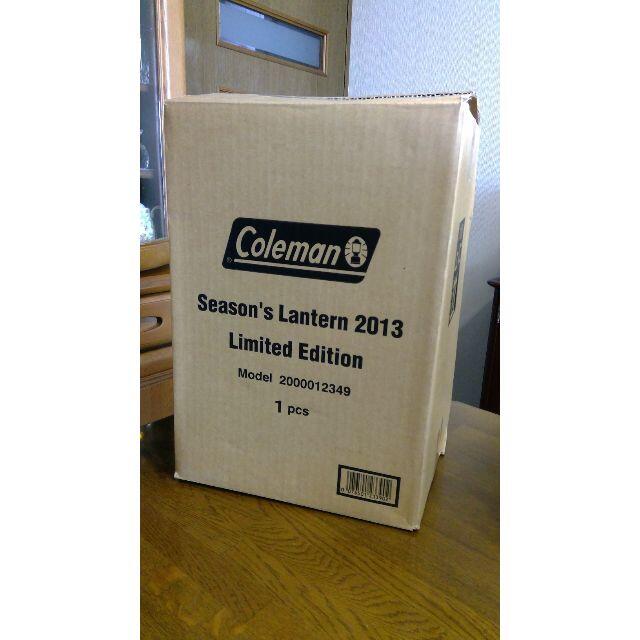 Coleman
Season's Lantern 2013
Limited Edition
Model 2000012349
1 pcs